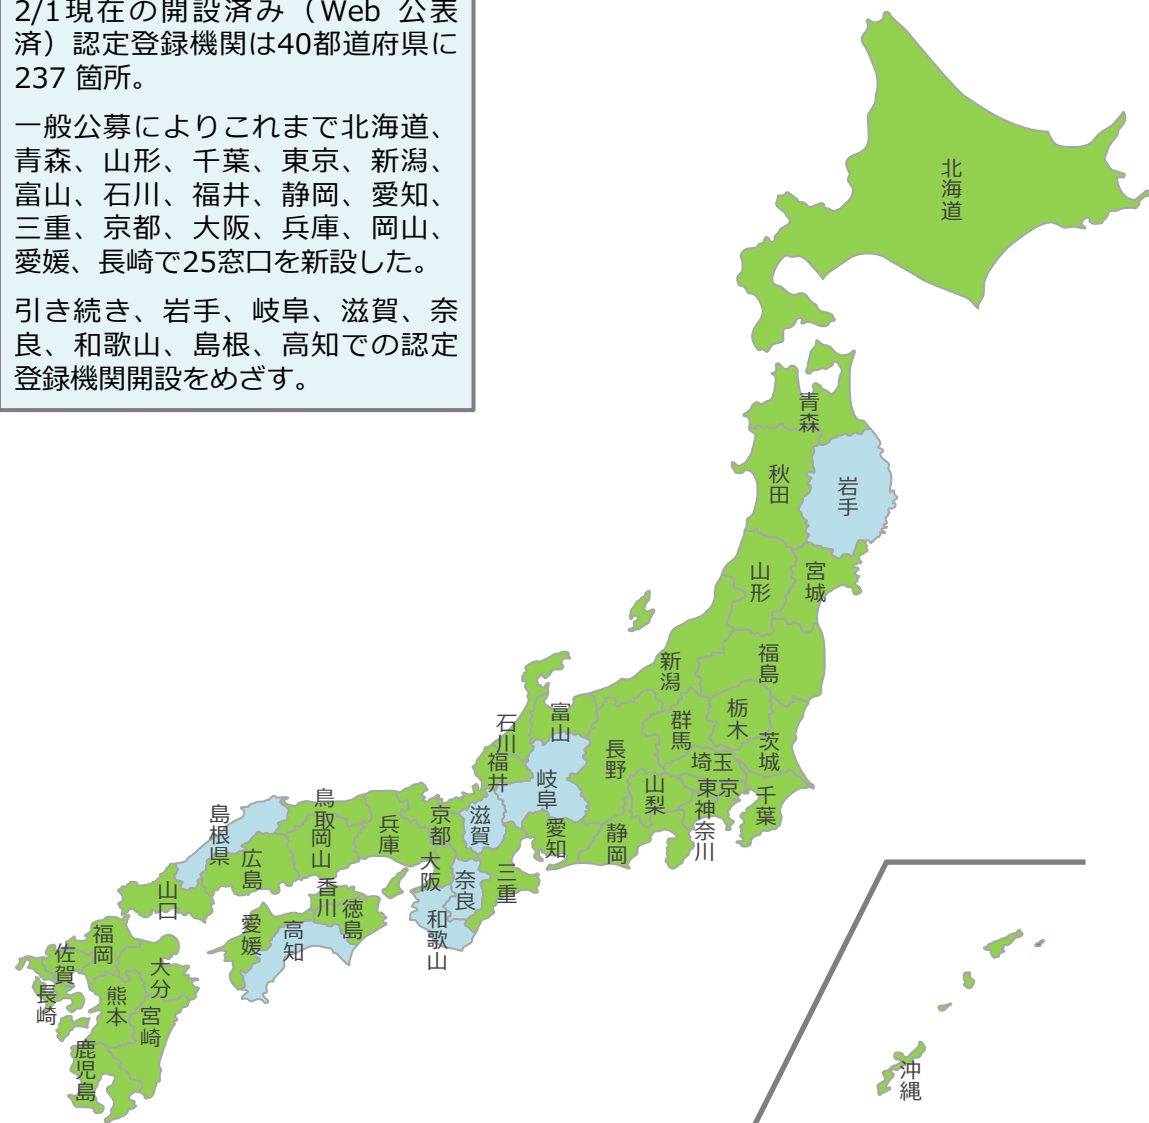 2/1現在の開設済み（Web 公表
済）認定登録機関は40都道府県に
237 箇所。
一般公募によりこれまで北海道、
青森、山形、千葉、東京、新潟、
富山、石川、福井、静岡、愛知、
三重、京都、大阪、兵庫、岡山、
愛媛、長崎で25窓口を新設した。
引き続き、岩手、岐阜、滋賀、奈
良、和歌山、島根、高知での認定
登録機関開設をめざす。
北海道
青森
秋田
岩手
山形
宮城
新潟
福島
石川
富山
群馬
栃木
茨城
福井
長野
埼玉
岐阜
山梨
東京
千葉
神奈川
島根県
鳥取
岡山
兵庫
京都
滋賀
愛知
静岡
広島
大阪
奈良
三重
山口
香川
徳島
愛媛
高知
和歌山
福岡
佐賀
大分
長崎
熊本
宮崎
鹿児島
沖縄